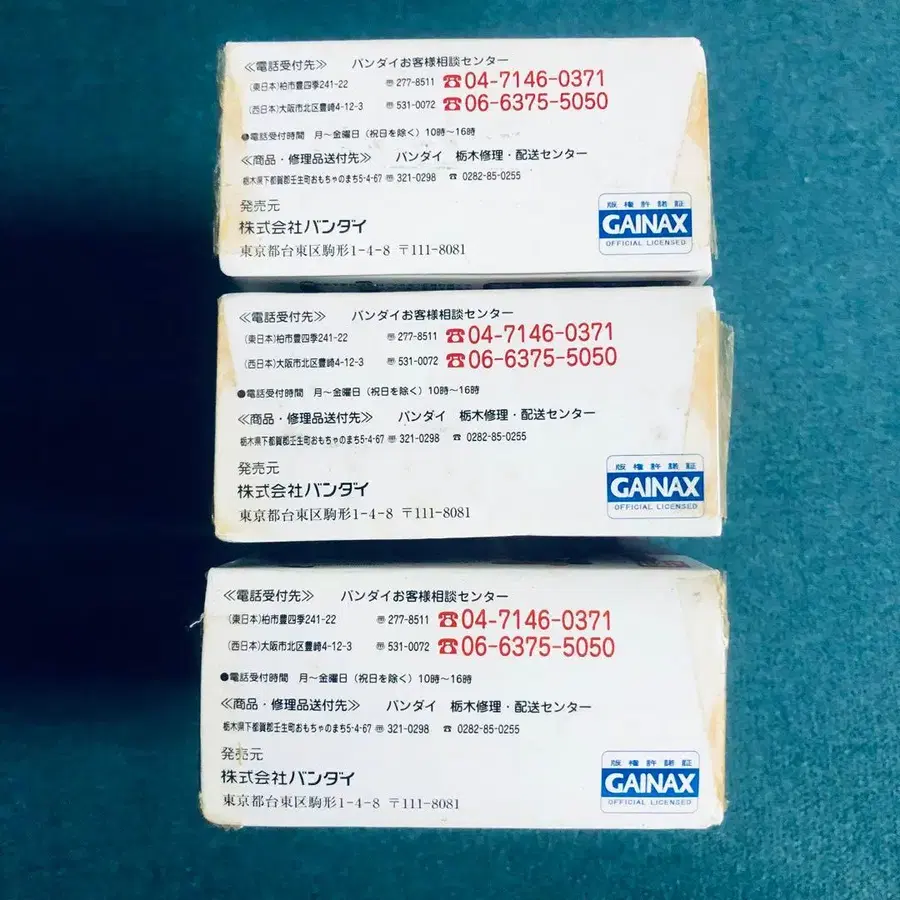 ≪電話受付先≫ バンダイお客様相談センター
(東日本)柏市豊四季241-22 〠277-8511 ☎04-7146-0371
(西日本)大阪市北区豊崎4-12-3 〠531-0072 ☎06-6375-5050
●電話受付時間 月～金曜日（祝日を除く）10時～16時
≪商品・修理品送付先≫ バンダイ 栃木修理・配送センター
栃木県下都賀郡壬生町おもちゃのまち5-4-67 〠321-0298 ☎ 0282-85-0255
発売元
株式会社バンダイ
東京都台東区駒形1-4-8 〒111-8081
版権許諾証
GAINAX
OFFICIAL LICENSED
≪電話受付先≫ バンダイお客様相談センター
(東日本)柏市豊四季241-22 〠277-8511 ☎04-7146-0371
(西日本)大阪市北区豊崎4-12-3 〠531-0072 ☎06-6375-5050
●電話受付時間 月～金曜日（祝日を除く）10時～16時
≪商品・修理品送付先≫ バンダイ 栃木修理・配送センター
栃木県下都賀郡壬生町おもちゃのまち5-4-67 〠321-0298 ☎ 0282-85-0255
発売元
株式会社バンダイ
東京都台東区駒形1-4-8 〒111-8081
版権許諾証
GAINAX
OFFICIAL LICENSED
≪電話受付先≫ バンダイお客様相談センター
(東日本)柏市豊四季241-22 〠277-8511 ☎04-7146-0371
(西日本)大阪市北区豊崎4-12-3 〠531-0072 ☎06-6375-5050
●電話受付時間 月～金曜日（祝日を除く）10時～16時
≪商品・修理品送付先≫ バンダイ 栃木修理・配送センター
栃木県下都賀郡壬生町おもちゃのまち5-4-67 〠321-0298 ☎ 0282-85-0255
発売元
株式会社バンダイ
東京都台東区駒形1-4-8 〒111-8081
版権許諾証
GAINAX
OFFICIAL LICENSED